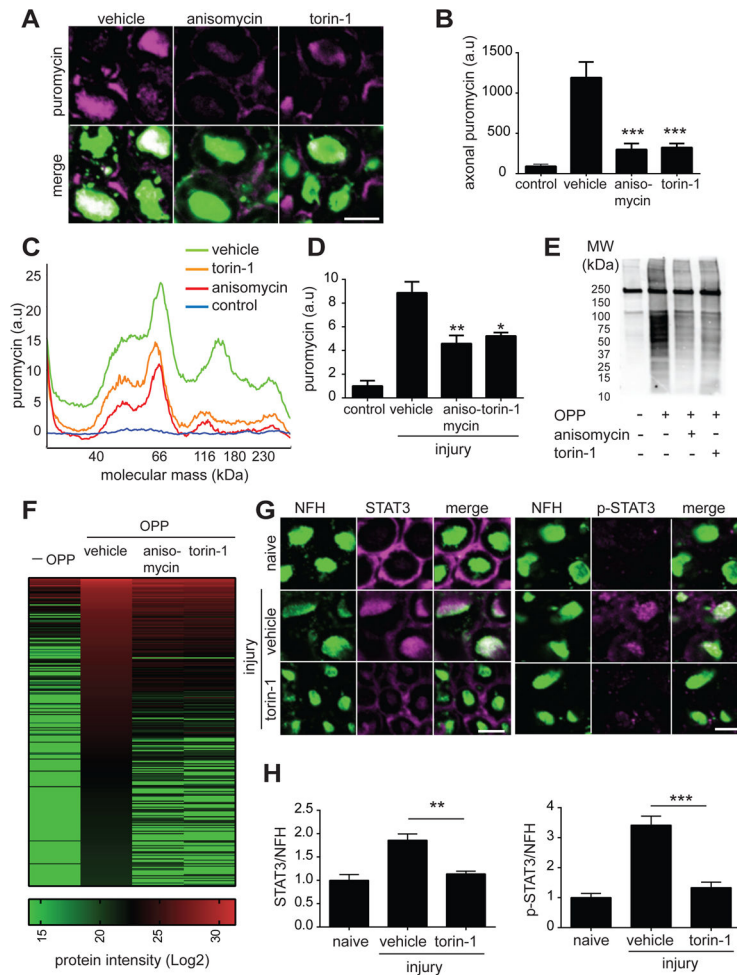 A
vehicle anisomycin torin-1
puromycin
merge
B
axonal puromycin (a.u)
1500
1000
500
0
*** ***
control vehicle aniso- torin-1
mycin
C
vehicle
torin-1
anisomycin
control
puromycin (a.u)
25
20
15
10
5
0
40 66 116 180 230
molecular mass (kDa)
D
puromycin (a.u)
10
8
6
4
2
0
** *
control vehicle aniso-torin-1
mycin
injury
E
MW
(kDa)
250
150
100
75
50
37
25
20
15
10
OPP - + + +
anisomycin - - + -
torin-1 - - - +
F
OPP
— OPP vehicle aniso- torin-1
mycin
15 20 25 30
protein intensity (Log2)
G
NFH STAT3 merge NFH p-STAT3 merge
naive
injury
vehicle
torin-1
H
STAT3/NFH
2.5
2.0
1.5
1.0
0.5
0.0
**
naive vehicle torin-1
injury
p-STAT3/NFH
4
3
2
1
0
***
naive vehicle torin-1
injury